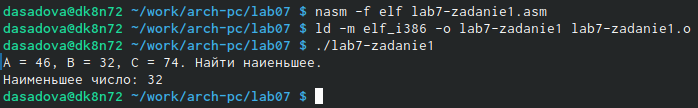 dasadova@dk8n72 ~/work/arch-pc/lab07 $ nasm -f elf lab7-zadanie1.asm
dasadova@dk8n72 ~/work/arch-pc/lab07 $ ld -m elf_i386 -o lab7-zadanie1 lab7-zadanie1.o
dasadova@dk8n72 ~/work/arch-pc/lab07 $ ./lab7-zadanie1
A = 46, B = 32, C = 74. Найти наиеньшее.
Наименьшее число: 32
dasadova@dk8n72 ~/work/arch-pc/lab07 $